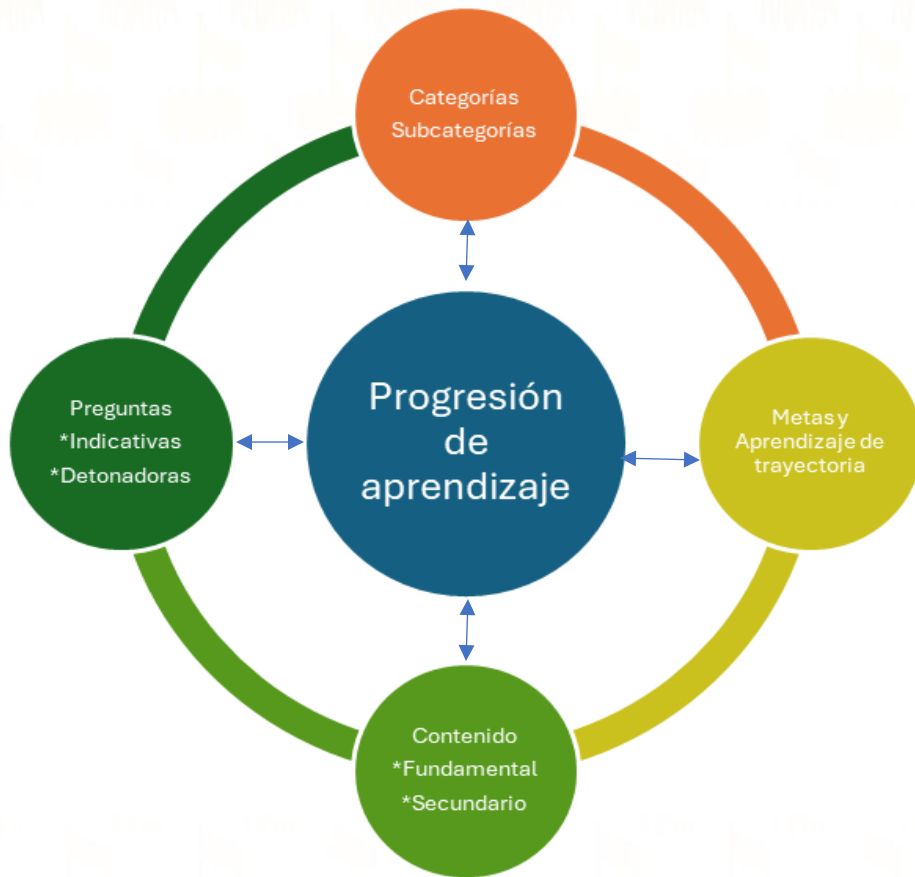 Categorías
Subcategorías
Preguntas
*Indicativas
*Detonadoras
Progresión
de
aprendizaje
Metas y
Aprendizaje de
trayectoria
Contenido
*Fundamental
*Secundario